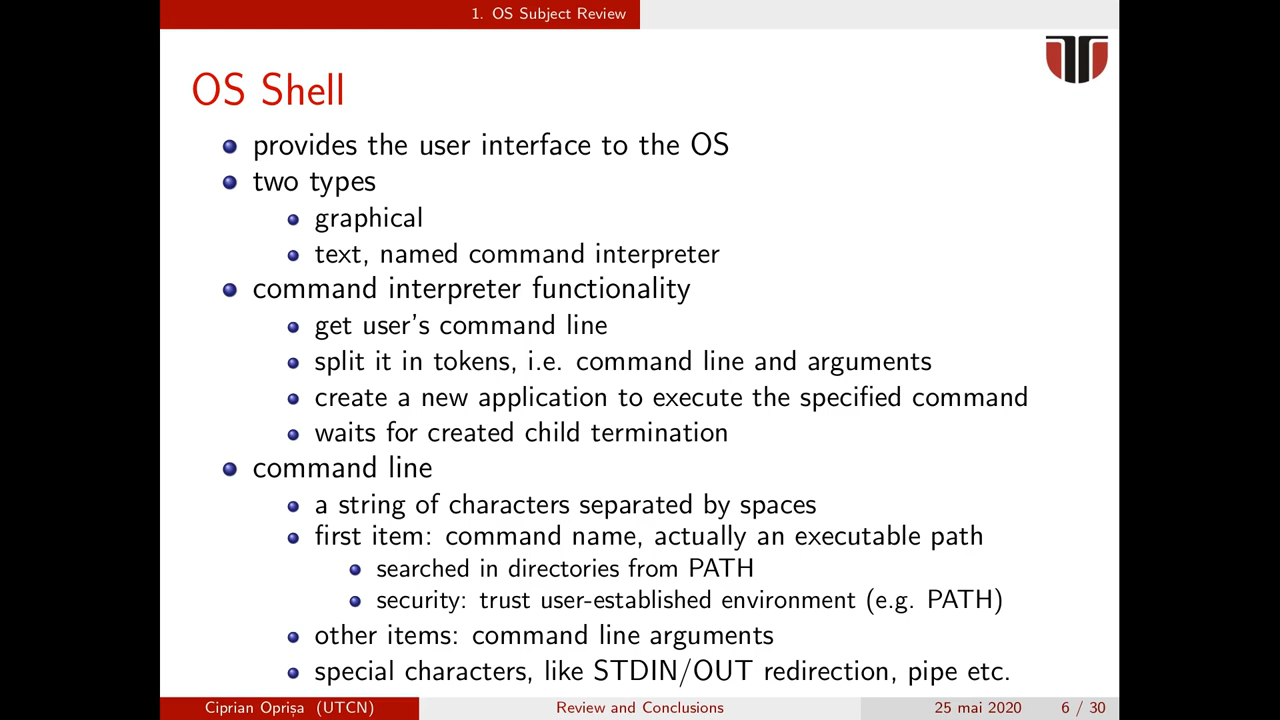 1. OS Subject Review
OS Shell
provides the user interface to the OS
two types
graphical
text, named command interpreter
command interpreter functionality
get user's command line
split it in tokens, i.e. command line and arguments
create a new application to execute the specified command
waits for created child termination
command line
a string of characters separated by spaces
first item: command name, actually an executable path
searched in directories from PATH
security: trust user-established environment (e.g. PATH)
other items: command line arguments
special characters, like STDIN/OUT redirection, pipe etc.
Ciprian Oprișa (UTCN) Review and Conclusions 25 mai 2020 6 / 30